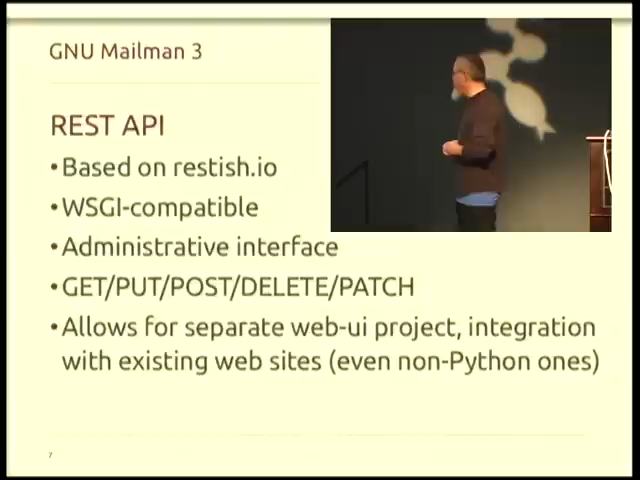 GNU Mailman 3
REST API
•Based on restish.io
•WSGI-compatible
•Administrative interface
•GET/PUT/POST/DELETE/PATCH
•Allows for separate web-ui project, integration
with existing web sites (even non-Python ones)
7